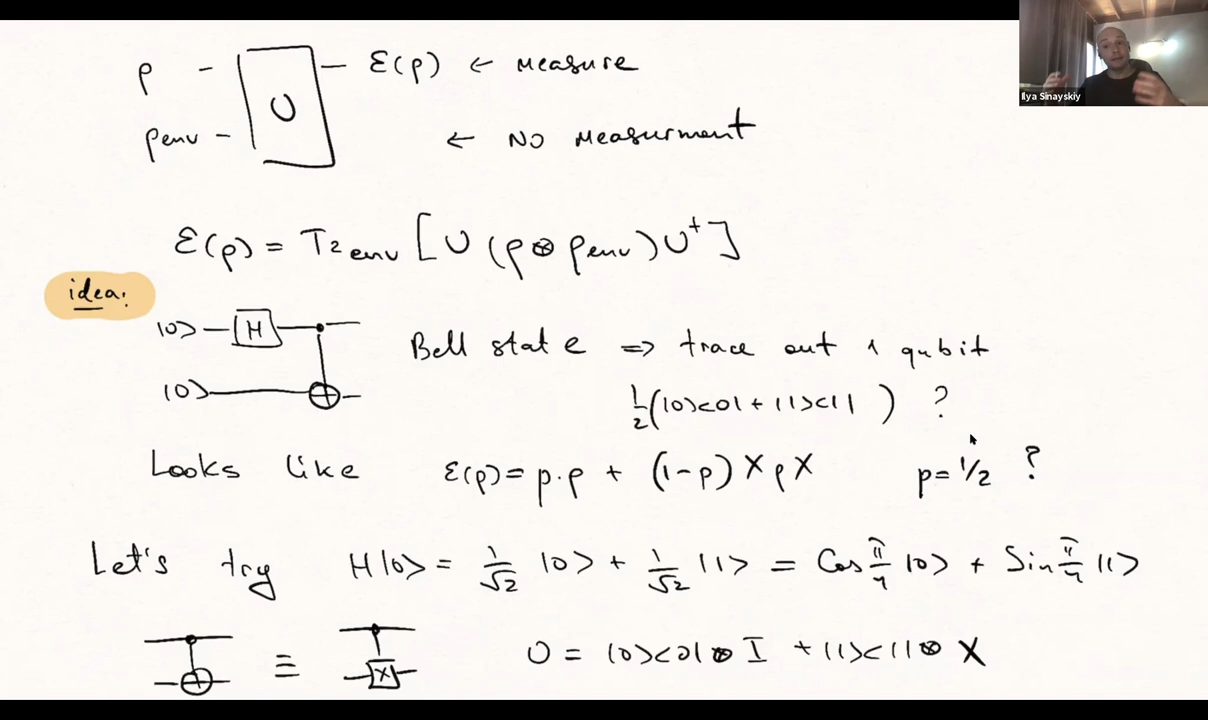 ρ - U - ε(ρ) ← Measure
Ilya Sinayskiy
ρenv - ← No measurment
ε(ρ) = Tr env [U (ρ ⊗ ρenv) U†]
idea:
|0> - H
Bell state => trace out 1 qubit
|0>
1/2 (|0><0| + |1><1| ) ?
Looks like ε(ρ) = p·ρ + (1-p) X ρ X p = 1/2 ?
Let's try H|0> = 1/√2 |0> + 1/√2 |1> = Cos π/4 |0> + Sin π/4 |1>
≡ X U = |0><0| ⊗ I + |1><1| ⊗ X